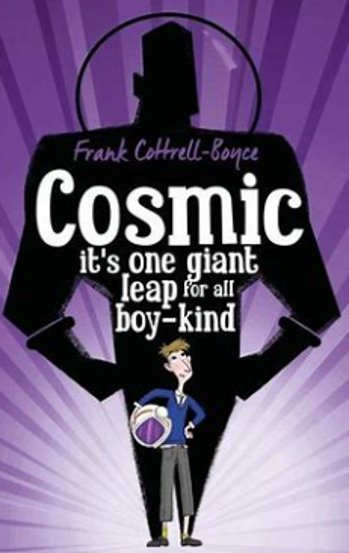 Frank Cottrell-Boyce
Cosmic
it's one giant
leap for all
boy-kind